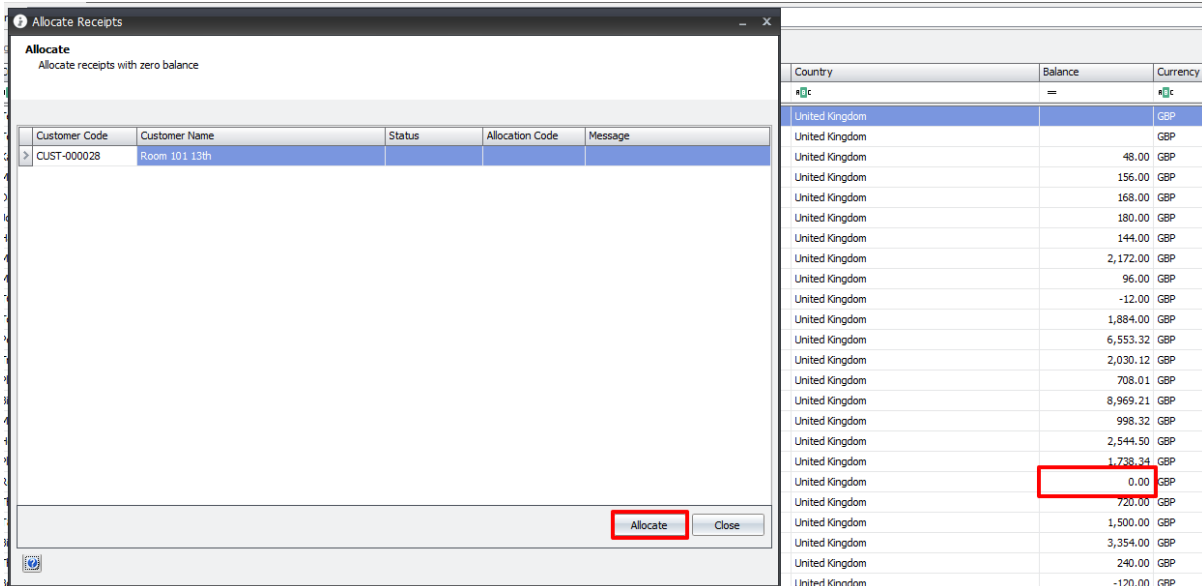 Allocate Receipts
Allocate
Allocate receipts with zero balance
Customer Code Customer Name Status Allocation Code Message
CUST-000028 Room 101 13th
Allocate Close
Country Balance Currency
=
United Kingdom GBP
United Kingdom GBP
United Kingdom 48.00 GBP
United Kingdom 156.00 GBP
United Kingdom 168.00 GBP
United Kingdom 180.00 GBP
United Kingdom 144.00 GBP
United Kingdom 2,172.00 GBP
United Kingdom 96.00 GBP
United Kingdom -12.00 GBP
United Kingdom 1,884.00 GBP
United Kingdom 6,553.32 GBP
United Kingdom 2,030.12 GBP
United Kingdom 708.01 GBP
United Kingdom 8,969.21 GBP
United Kingdom 998.32 GBP
United Kingdom 2,544.50 GBP
United Kingdom 1,738.34 GBP
United Kingdom 0.00 GBP
United Kingdom 720.00 GBP
United Kingdom 1,500.00 GBP
United Kingdom 3,354.00 GBP
United Kingdom 240.00 GBP
United Kingdom -120.00 GBP